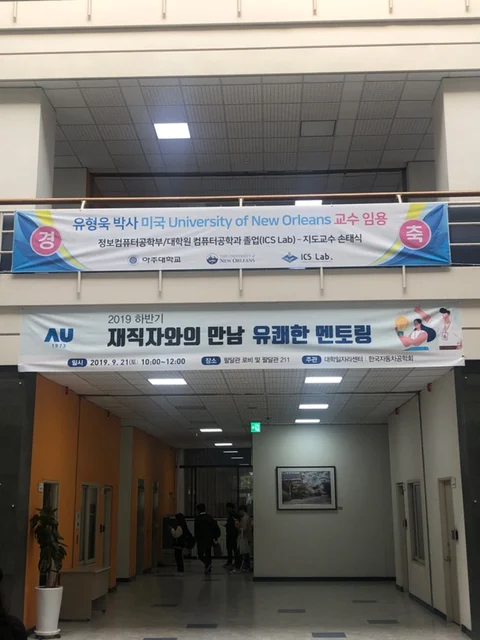 경
유형욱 박사 미국 University of New Orleans 교수 임용
축
정보컴퓨터공학부/대학원 컴퓨터공학과 졸업(ICS Lab) - 지도교수 손태식
아주대학교
NEW ORLEANS
ICS Lab.
2019 하반기
AU
1973
재직자와의 만남 유쾌한 멘토링
일시 2019. 9. 21(토) 10:00~12:00 장소 팔달관 로비 및 팔달관 211 주관 대학일자리센터 한국자동차공학회